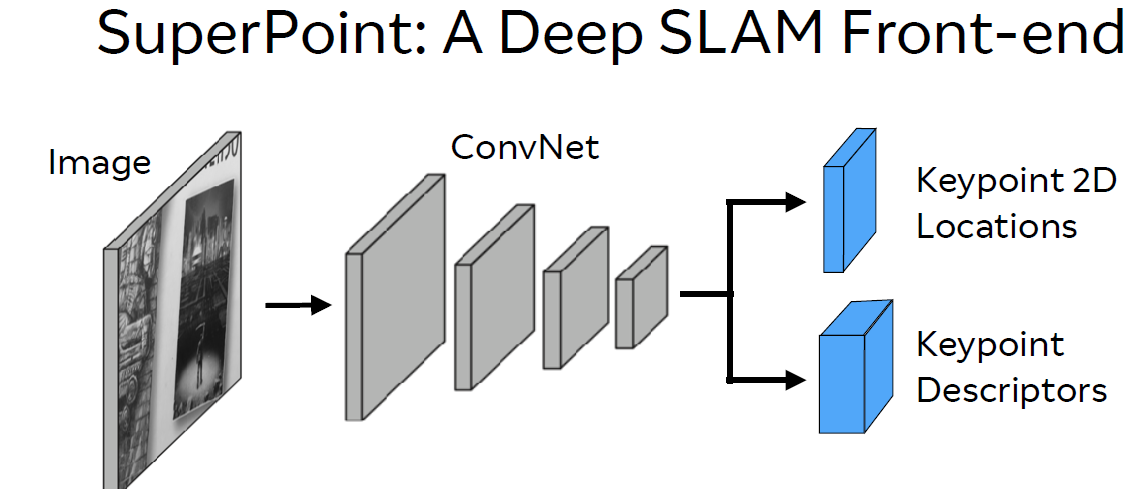 SuperPoint: A Deep SLAM Front-end
Image
ConvNet
Keypoint 2D
Locations
Keypoint
Descriptors